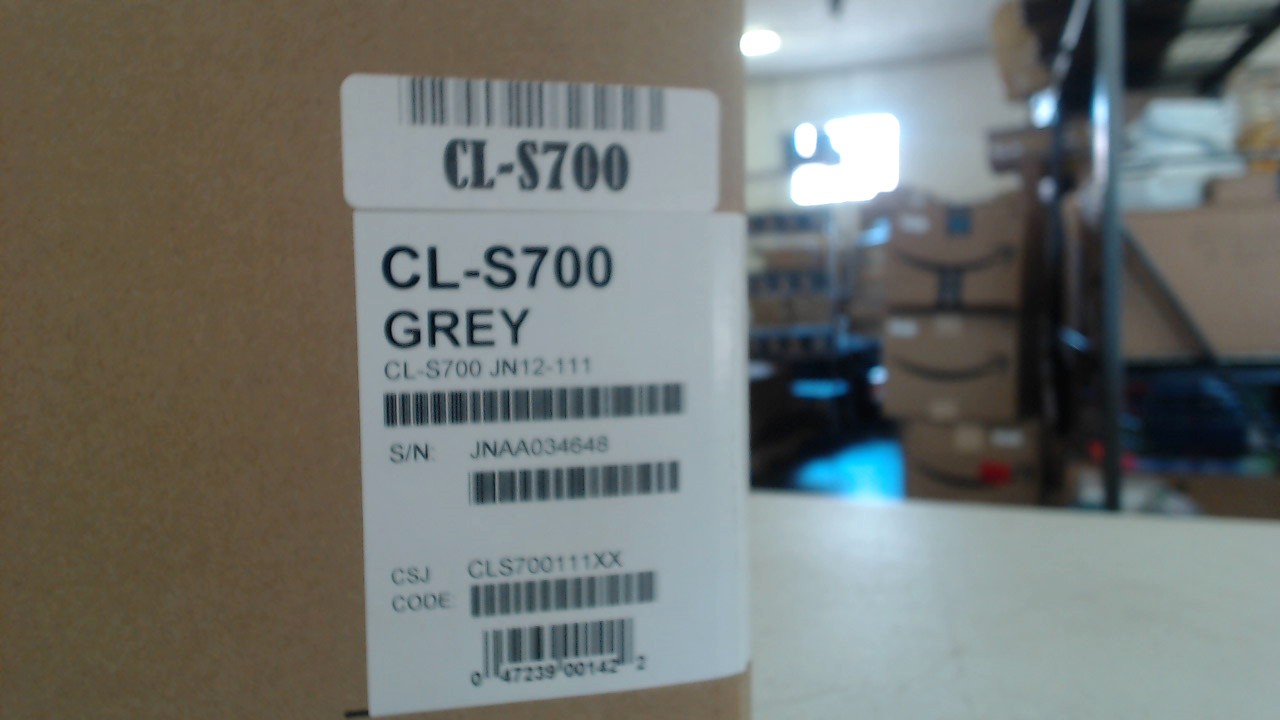 CL-S700
CL-S700
GREY
CL-S700 JN12-111
S/N: JNAA034648
CSJ CODE: CLS700111XX
0 47239 00142 2